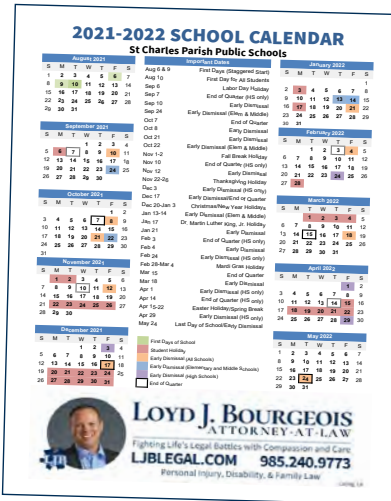 2021-2022 SCHOOL CALENDAR
St Charles Parish Public Schools
August 2021
S M T W T F S
1 2 3 4 5 6 7
8 9 10 11 12 13 14
15 16 17 18 19 20 21
22 23 24 25 26 27 28
29 30 31
September 2021
S M T W T F S
1 2 3 4
5 6 7 8 9 10 11
12 13 14 15 16 17 18
19 20 21 22 23 24 25
26 27 28 29 30
October 2021
S M T W T F S
1 2
3 4 5 6 7 8 9
10 11 12 13 14 15 16
17 18 19 20 21 22 23
24 25 26 27 28 29 30
31
November 2021
S M T W T F S
1 2 3 4 5 6
7 8 9 10 11 12 13
14 15 16 17 18 19 20
21 22 23 24 25 26 27
28 29 30
December 2021
S M T W T F S
1 2 3 4
5 6 7 8 9 10 11
12 13 14 15 16 17 18
19 20 21 22 23 24 25
26 27 28 29 30 31
Important Dates
Aug 6 & 9 First Days (Staggered Start)
Aug 10 First Day for All Students
Sep 6 Labor Day Holiday
Sep 7 End of Quarter (HS only)
Sep 10 Early Dismissal
Sep 24 Early Dismissal (Elem & Middle)
Oct 7 End of Quarter
Oct 8 Early Dismissal
Oct 21 Early Dismissal
Oct 22 Early Dismissal (Elem & Middle)
Nov 1-2 Fall Break Holiday
Nov 10 End of Quarter (HS only)
Nov 12 Early Dismissal
Nov 22-26 Thanksgiving Holiday
Dec 3 Early Dismissal (HS only)
Dec 17 Early Dismissal/End of Quarter
Dec 20-Jan 3 Christmas/New Year Holidays
Jan 13-14 Early Dismissal (Elem & Middle)
Jan 17 Dr. Martin Luther King, Jr. Holiday
Jan 21 Early Dismissal
Feb 3 End of Quarter (HS only)
Feb 4 Early Dismissal
Feb 24 Early Dismissal (HS only)
Feb 28-Mar 4 Mardi Gras Holiday
Mar 15 End of Quarter
Mar 18 Early Dismissal
Apr 1 Early Dismissal (HS only)
Apr 14 End of Quarter (HS only)
Apr 15-22 Easter Holiday/Spring Break
Apr 29 Early Dismissal (HS only)
May 24 Last Day of School/Early Dismissal
First Days of School
Student Holiday
Early Dismissal (All Schools)
Early Dismissal (Elementary and Middle Schools)
Early Dismissal (High Schools)
End of Quarter
January 2022
S M T W T F S
1
2 3 4 5 6 7 8
9 10 11 12 13 14 15
16 17 18 19 20 21 22
23 24 25 26 27 28 29
30 31
February 2022
S M T W T F S
1 2 3 4 5
6 7 8 9 10 11 12
13 14 15 16 17 18 19
20 21 22 23 24 25 26
27 28
March 2022
S M T W T F S
1 2 3 4 5
6 7 8 9 10 11 12
13 14 15 16 17 18 19
20 21 22 23 24 25 26
27 28 29 30 31
April 2022
S M T W T F S
1 2
3 4 5 6 7 8 9
10 11 12 13 14 15 16
17 18 19 20 21 22 23
24 25 26 27 28 29 30
May 2022
S M T W T F S
1 2 3 4 5 6 7
8 9 10 11 12 13 14
15 16 17 18 19 20 21
22 23 24 25 26 27 28
29 30 31
LOYD J. BOURGEOIS
ATTORNEY-AT-LAW
Fighting Life's Legal Battles with Compassion and Care
LJBLEGAL.COM 985.240.9773
Personal Injury, Disability, & Family Law
Luling, LA